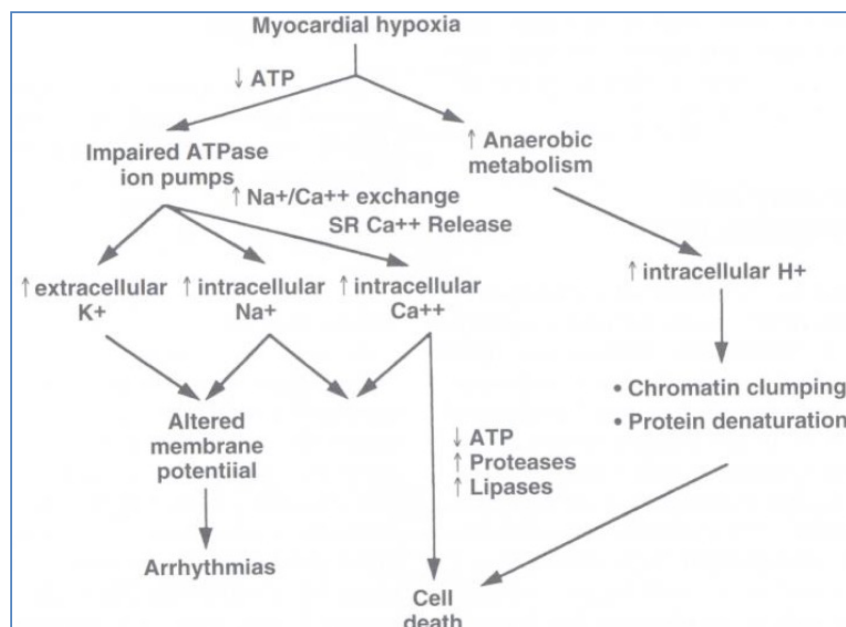 Myocardial hypoxia
↓ ATP
Impaired ATPase
ion pumps
↑ Anaerobic
metabolism
↑ Na+/Ca++ exchange
SR Ca++ Release
↑ extracellular
K+
↑ intracellular
Na+
↑ intracellular
Ca++
↑ intracellular H+
• Chromatin clumping
• Protein denaturation
Altered
membrane
potentiial
↓ ATP
↑ Proteases
↑ Lipases
Arrhythmias
Cell
death